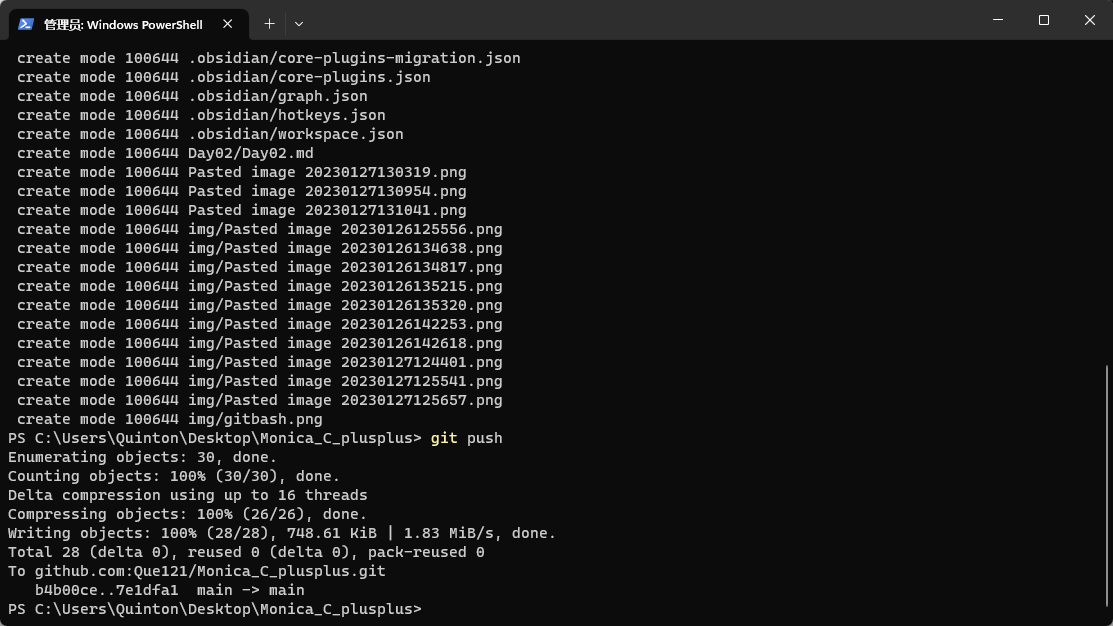 管理员: Windows PowerShell
create mode 100644 .obsidian/core-plugins-migration.json
create mode 100644 .obsidian/core-plugins.json
create mode 100644 .obsidian/graph.json
create mode 100644 .obsidian/hotkeys.json
create mode 100644 .obsidian/workspace.json
create mode 100644 Day02/Day02.md
create mode 100644 Pasted image 20230127130319.png
create mode 100644 Pasted image 20230127130954.png
create mode 100644 Pasted image 20230127131041.png
create mode 100644 img/Pasted image 20230126125556.png
create mode 100644 img/Pasted image 20230126134638.png
create mode 100644 img/Pasted image 20230126134817.png
create mode 100644 img/Pasted image 20230126135215.png
create mode 100644 img/Pasted image 20230126135320.png
create mode 100644 img/Pasted image 20230126142253.png
create mode 100644 img/Pasted image 20230126142618.png
create mode 100644 img/Pasted image 20230127124401.png
create mode 100644 img/Pasted image 20230127125541.png
create mode 100644 img/Pasted image 20230127125657.png
create mode 100644 img/gitbash.png
PS C:\Users\Quinton\Desktop\Monica_C_plusplus> git push
Enumerating objects: 30, done.
Counting objects: 100% (30/30), done.
Delta compression using up to 16 threads
Compressing objects: 100% (26/26), done.
Writing objects: 100% (28/28), 748.61 KiB | 1.83 MiB/s, done.
Total 28 (delta 0), reused 0 (delta 0), pack-reused 0
To github.com:Que121/Monica_C_plusplus.git
b4b00ce..7e1dfa1  main -> main
PS C:\Users\Quinton\Desktop\Monica_C_plusplus>